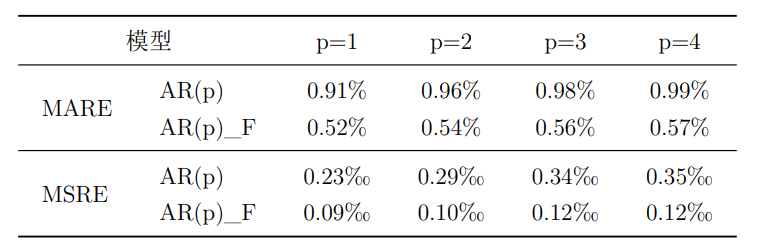 模型 p=1 p=2 p=3 p=4
MARE AR(p) 0.91% 0.96% 0.98% 0.99%
AR(p)_F 0.52% 0.54% 0.56% 0.57%
MSRE AR(p) 0.23‰ 0.29‰ 0.34‰ 0.35‰
AR(p)_F 0.09‰ 0.10‰ 0.12‰ 0.12‰